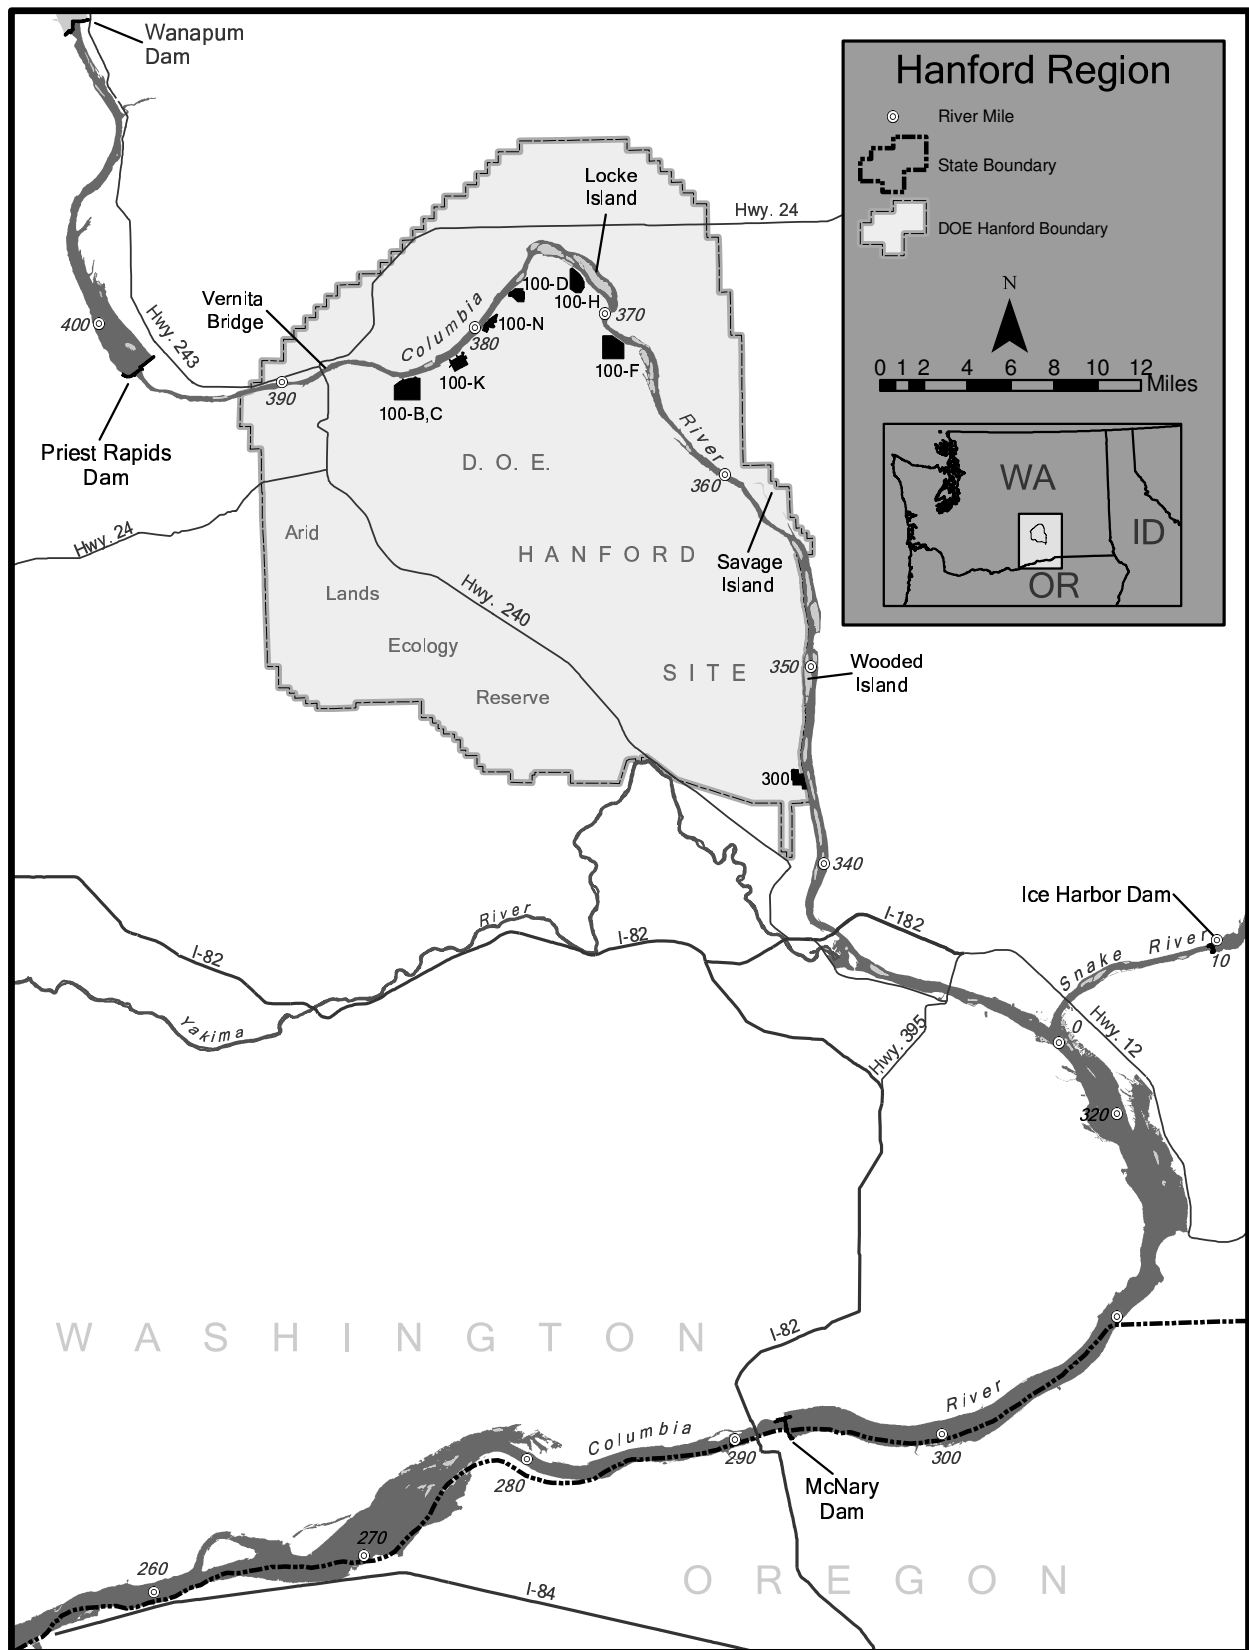 Wanapum
Dam
Hanford Region
River Mile
State Boundary
DOE Hanford Boundary
N
0 1 2 4 6 8 10 12
Miles
WA
ID
OR
Locke
Island
Hwy. 24
Vernita
Bridge
Columbia
100-D
100-H
100-N
370
380
400
Hwy. 243
100-K
100-F
390
100-B,C
River
Priest Rapids
Dam
D. O. E.
360
Hwy. 24
Arid
HANFORD
Savage
Island
Lands
Hwy. 240
Ecology
SITE
350
Wooded
Island
Reserve
300
340
Ice Harbor Dam
River
I-182
I-82
I-82
Snake River
10
Yakima
0
Hwy. 12
Hwy. 395
320
WASHINGTON
I-82
River
Columbia
290
300
280
McNary
Dam
270
260
OREGON
I-84